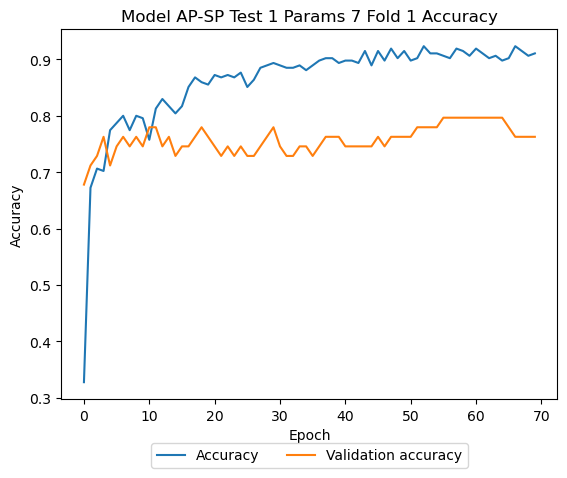 Model AP-SP Test 1 Params 7 Fold 1 Accuracy
0.9
0.8
0.7
0.6
0.5
0.4
0.3
Accuracy
0 10 20 30 40 50 60 70
Epoch
Accuracy Validation accuracy